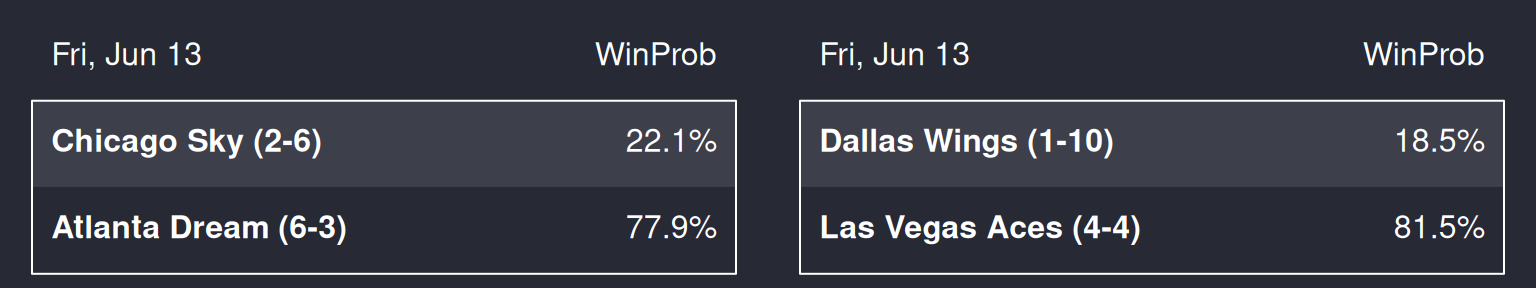 Fri, Jun 13 WinProb
Chicago Sky (2-6) 22.1%
Atlanta Dream (6-3) 77.9%
Fri, Jun 13 WinProb
Dallas Wings (1-10) 18.5%
Las Vegas Aces (4-4) 81.5%